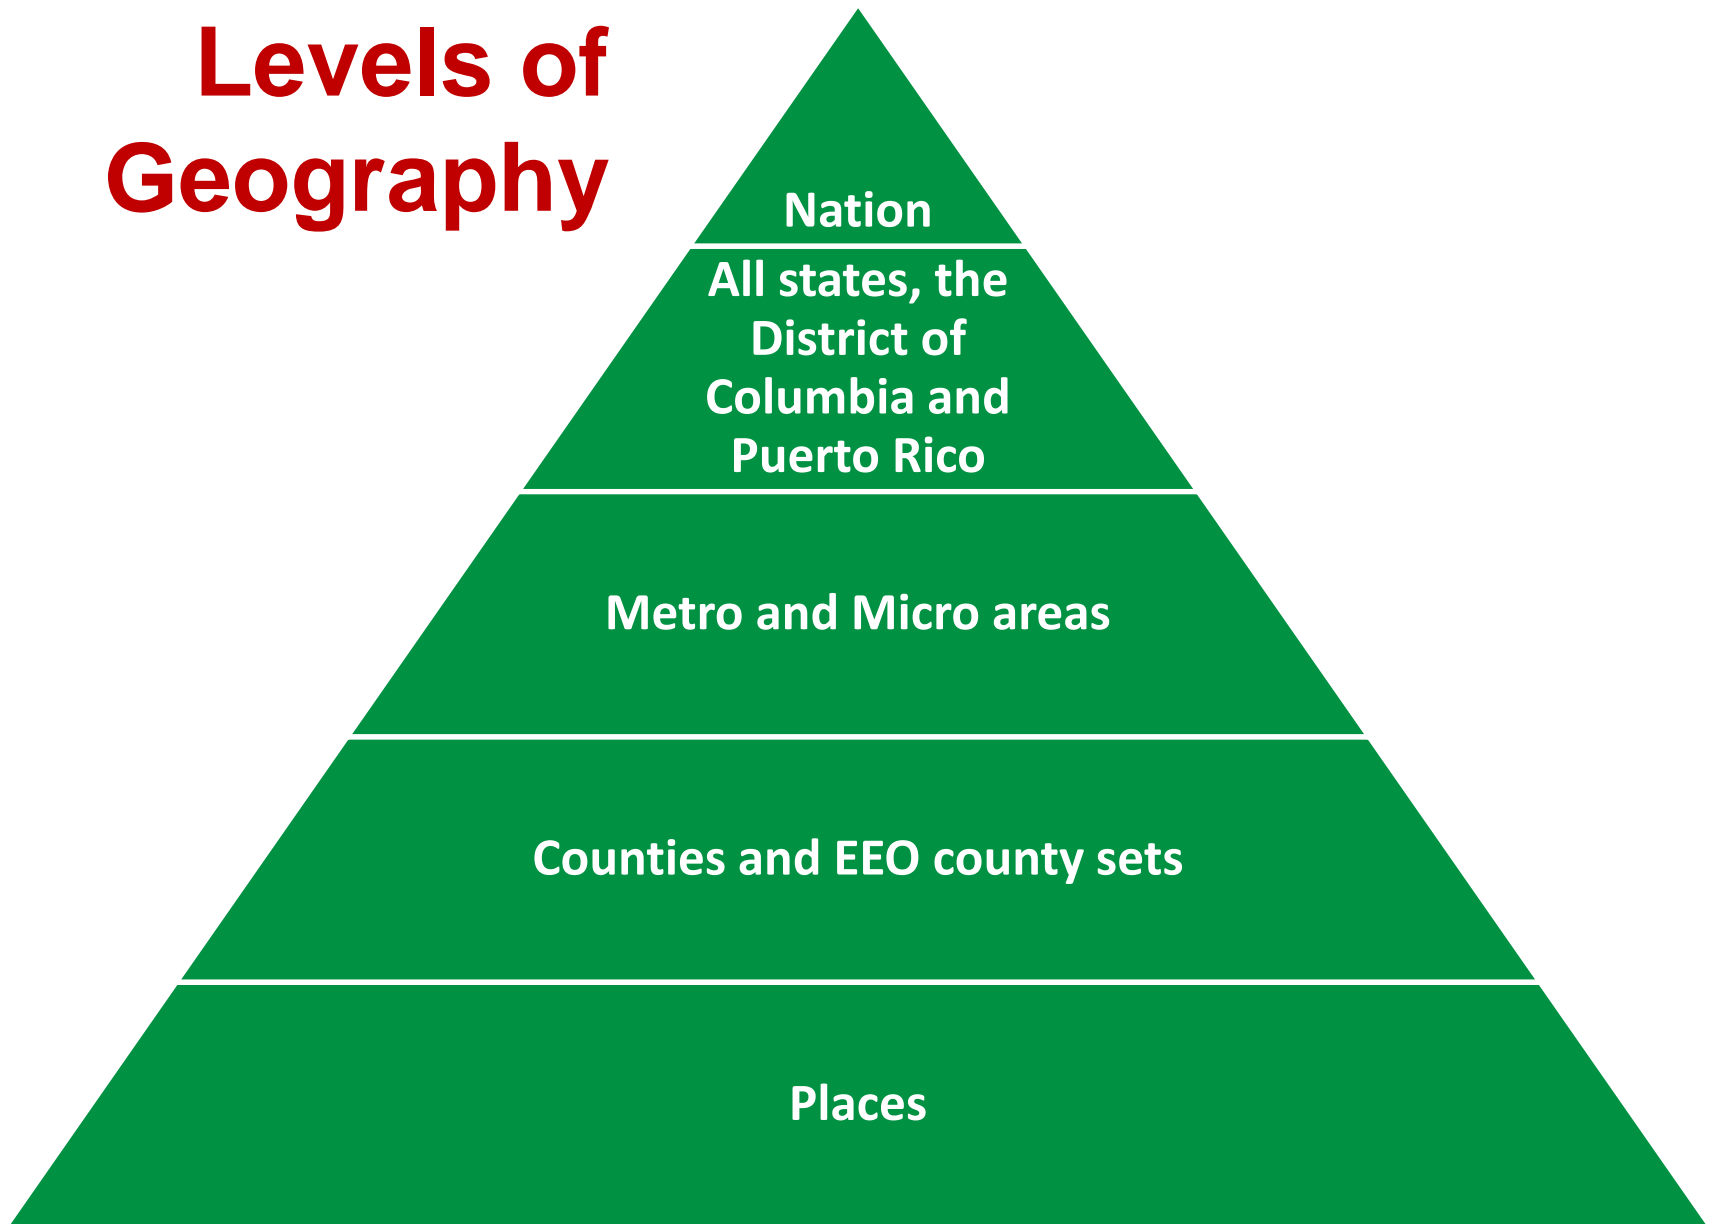 Levels of
Geography
Nation
All states, the
District of
Columbia and
Puerto Rico
Metro and Micro areas
Counties and EEO county sets
Places